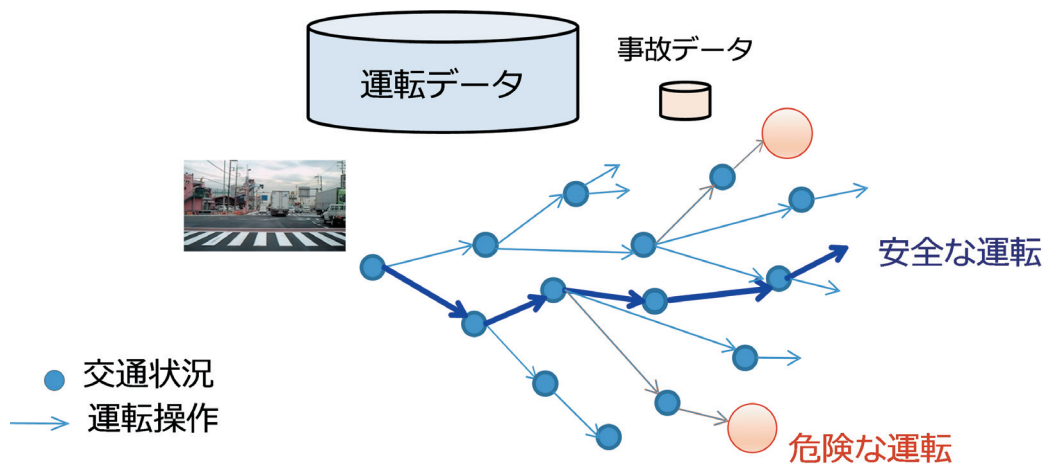 運転データ
事故データ
安全な運転
交通状況
運転操作
危険な運転